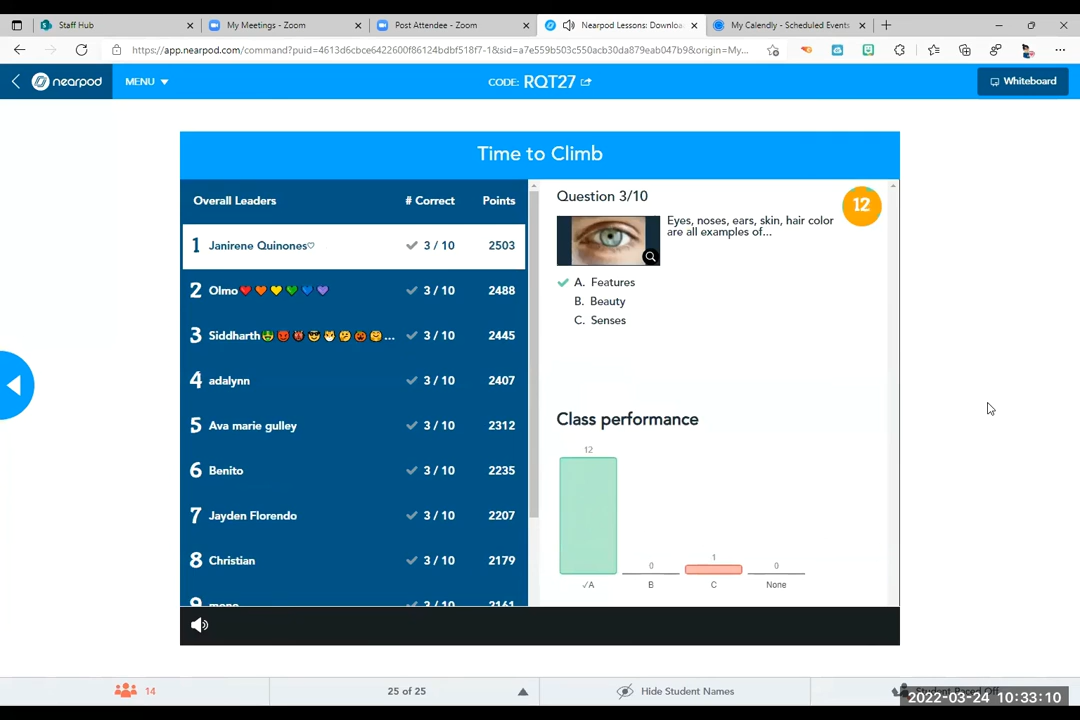 Staff Hub
My Meetings - Zoom
Post Attendee - Zoom
Nearpod Lessons: Downloa
My Calendly - Scheduled Events
https://app.nearpod.com/command?puid=4613d6cbce6422600f86124bdbf518f7-1&sid=a7e559b503c550acb30da879eab047b9&origin=My...
nearpod
MENU
CODE: RQT27
Whiteboard
Time to Climb
Overall Leaders # Correct Points
1 Janirene Quinones♡ 3 / 10 2503
2 Olmo❤️🧡💛💚💙💜 3 / 10 2488
3 Siddharth... 3 / 10 2445
4 adalynn 3 / 10 2407
5 Ava marie gulley 3 / 10 2312
6 Benito 3 / 10 2235
7 Jayden Florendo 3 / 10 2207
8 Christian 3 / 10 2179
9 3 / 10 2161
Question 3/10
12
Eyes, noses, ears, skin, hair color
are all examples of...
A. Features
B. Beauty
C. Senses
Class performance
12
0
1
0
✓A
B
C
None
14
25 of 25
Hide Student Names
2022-03-24 10:33:10